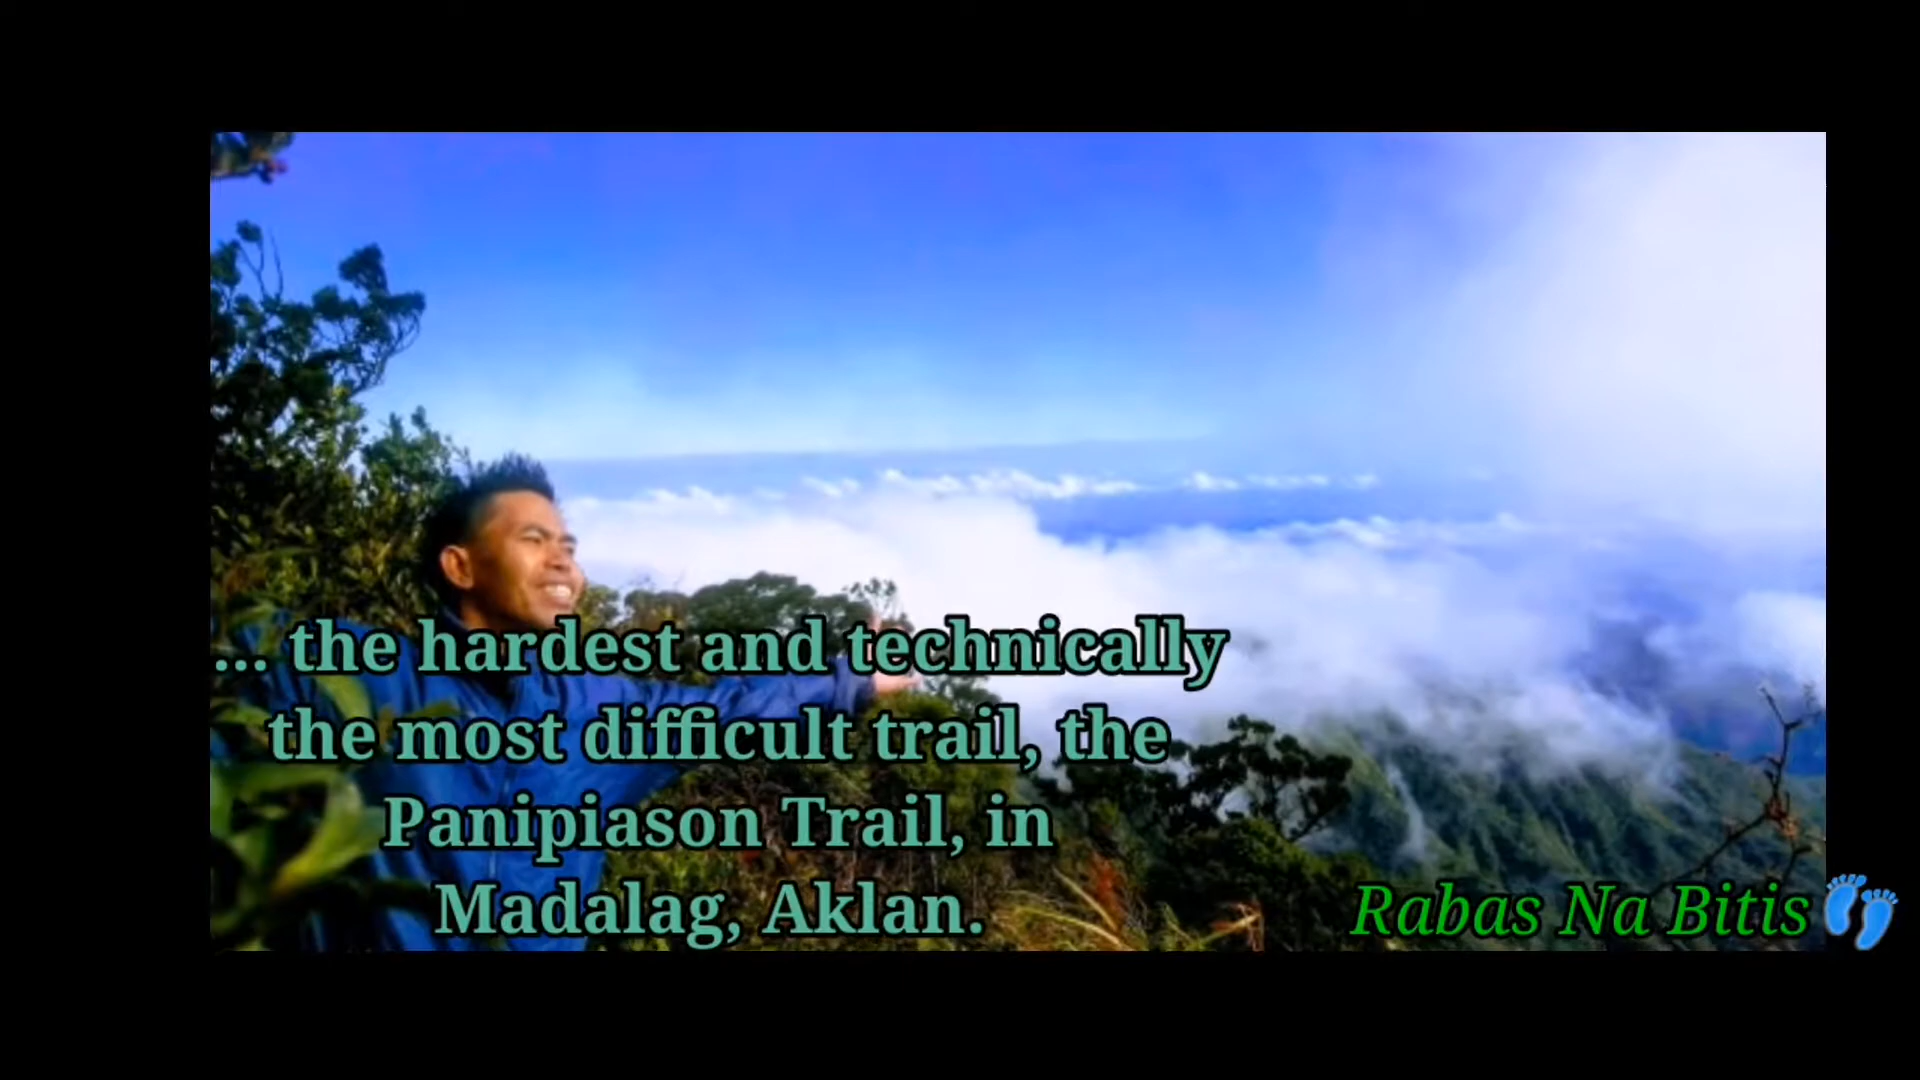 ... the hardest and technically
the most difficult trail, the
Panipiason Trail, in
Madalag, Aklan.
Rabas Na Bitis